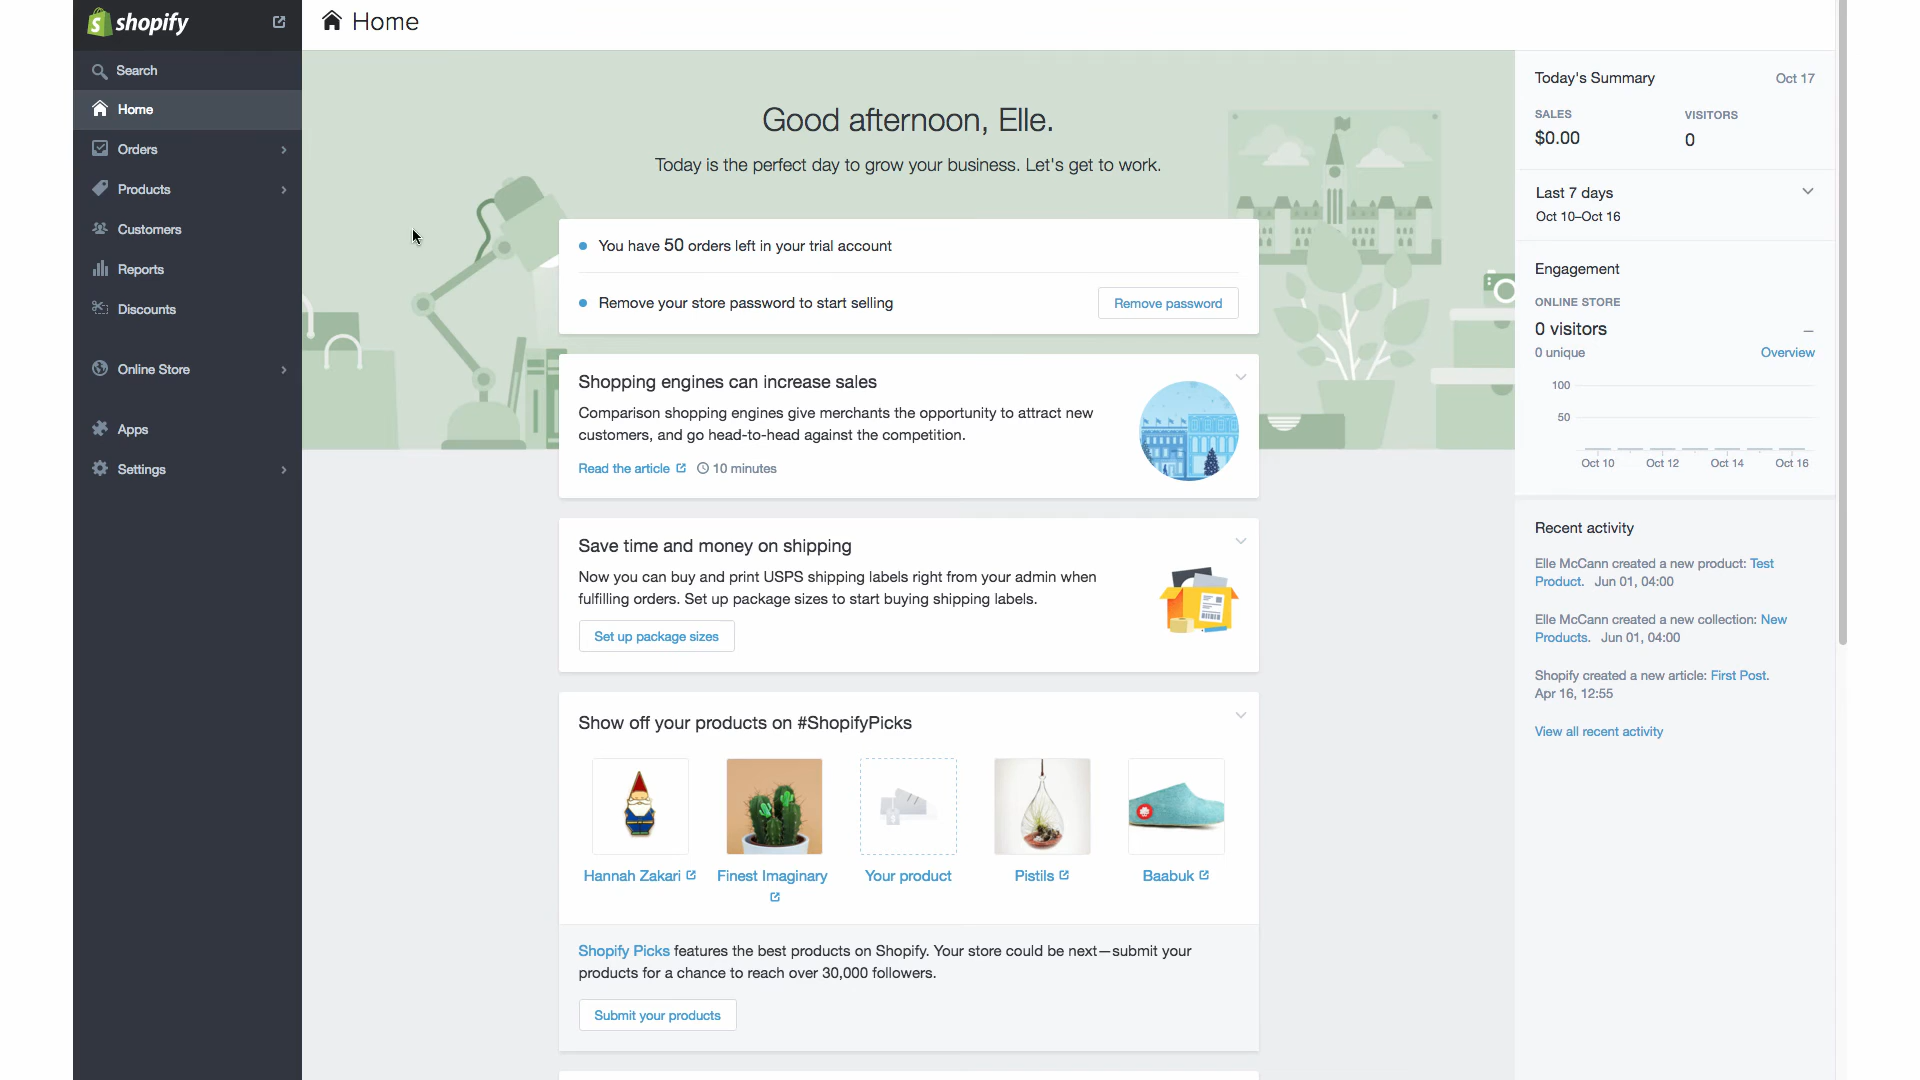 shopify
Home
Search
Home
Orders
Products
Customers
Reports
Discounts
Online Store
Apps
Settings
Good afternoon, Elle.
Today is the perfect day to grow your business. Let's get to work.
You have 50 orders left in your trial account
Remove your store password to start selling
Remove password
Shopping engines can increase sales
Comparison shopping engines give merchants the opportunity to attract new
customers, and go head-to-head against the competition.
Read the article 10 minutes
Save time and money on shipping
Now you can buy and print USPS shipping labels right from your admin when
fulfilling orders. Set up package sizes to start buying shipping labels.
Set up package sizes
Show off your products on #ShopifyPicks
Hannah Zakari
Finest Imaginary
Your product
Pistils
Baabuk
Shopify Picks features the best products on Shopify. Your store could be next—submit your
products for a chance to reach over 30,000 followers.
Submit your products
Today's Summary Oct 17
SALES VISITORS
$0.00 0
Last 7 days
Oct 10–Oct 16
Engagement
ONLINE STORE
0 visitors –
0 unique Overview
100
50
Oct 10 Oct 12 Oct 14 Oct 16
Recent activity
Elle McCann created a new product: Test
Product. Jun 01, 04:00
Elle McCann created a new collection: New
Products. Jun 01, 04:00
Shopify created a new article: First Post.
Apr 16, 12:55
View all recent activity